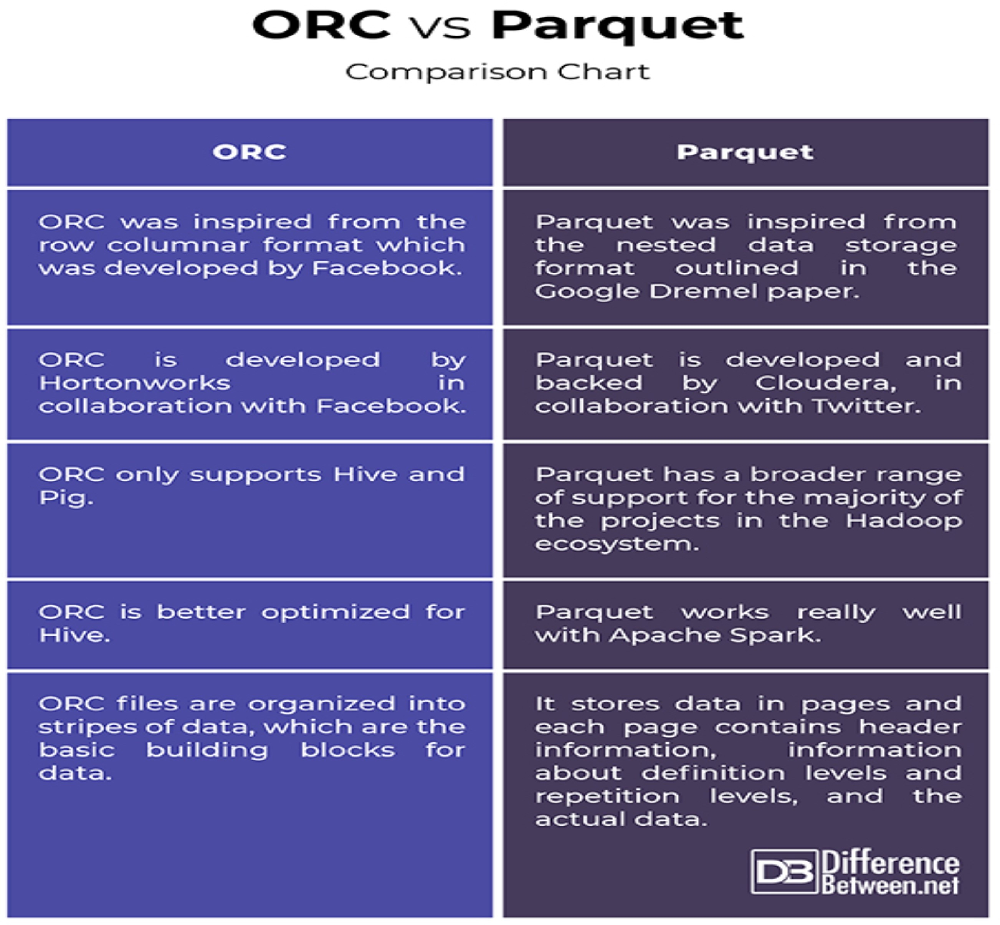 ORC vs Parquet
Comparison Chart
ORC
Parquet
ORC was inspired from the
row columnar format which
was developed by Facebook.
Parquet was inspired from
the nested data storage
format outlined in the
Google Dremel paper.
ORC is developed by
Hortonworks in
collaboration with Facebook.
Parquet is developed and
backed by Cloudera, in
collaboration with Twitter.
ORC only supports Hive and
Pig.
Parquet has a broader range
of support for the majority of
the projects in the Hadoop
ecosystem.
ORC is better optimized for
Hive.
Parquet works really well
with Apache Spark.
ORC files are organized into
stripes of data, which are the
basic building blocks for
data.
It stores data in pages and
each page contains header
information, information
about definition levels and
repetition levels, and the
actual data.
DB Difference
Between.net